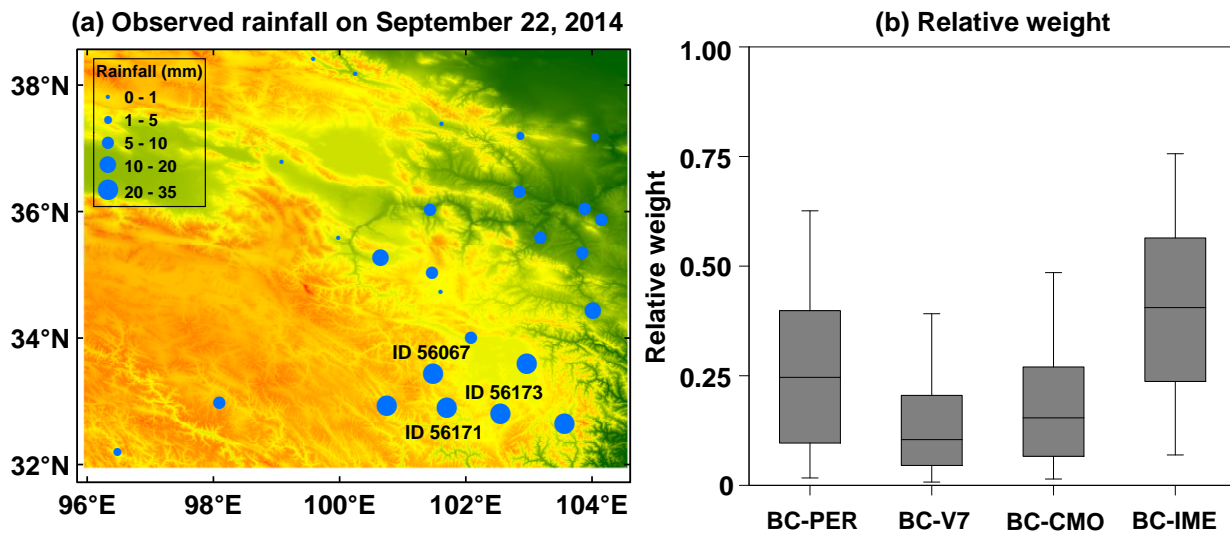 (a) Observed rainfall on September 22, 2014
38°N
36°N
34°N
32°N
96°E
98°E
100°E
102°E
104°E
Rainfall (mm)
0 - 1
1 - 5
5 - 10
10 - 20
20 - 35
ID 56067
ID 56173
ID 56171
(b) Relative weight
Relative weight
1.00
0.75
0.50
0.25
0
BC-PER
BC-V7
BC-CMO
BC-IME